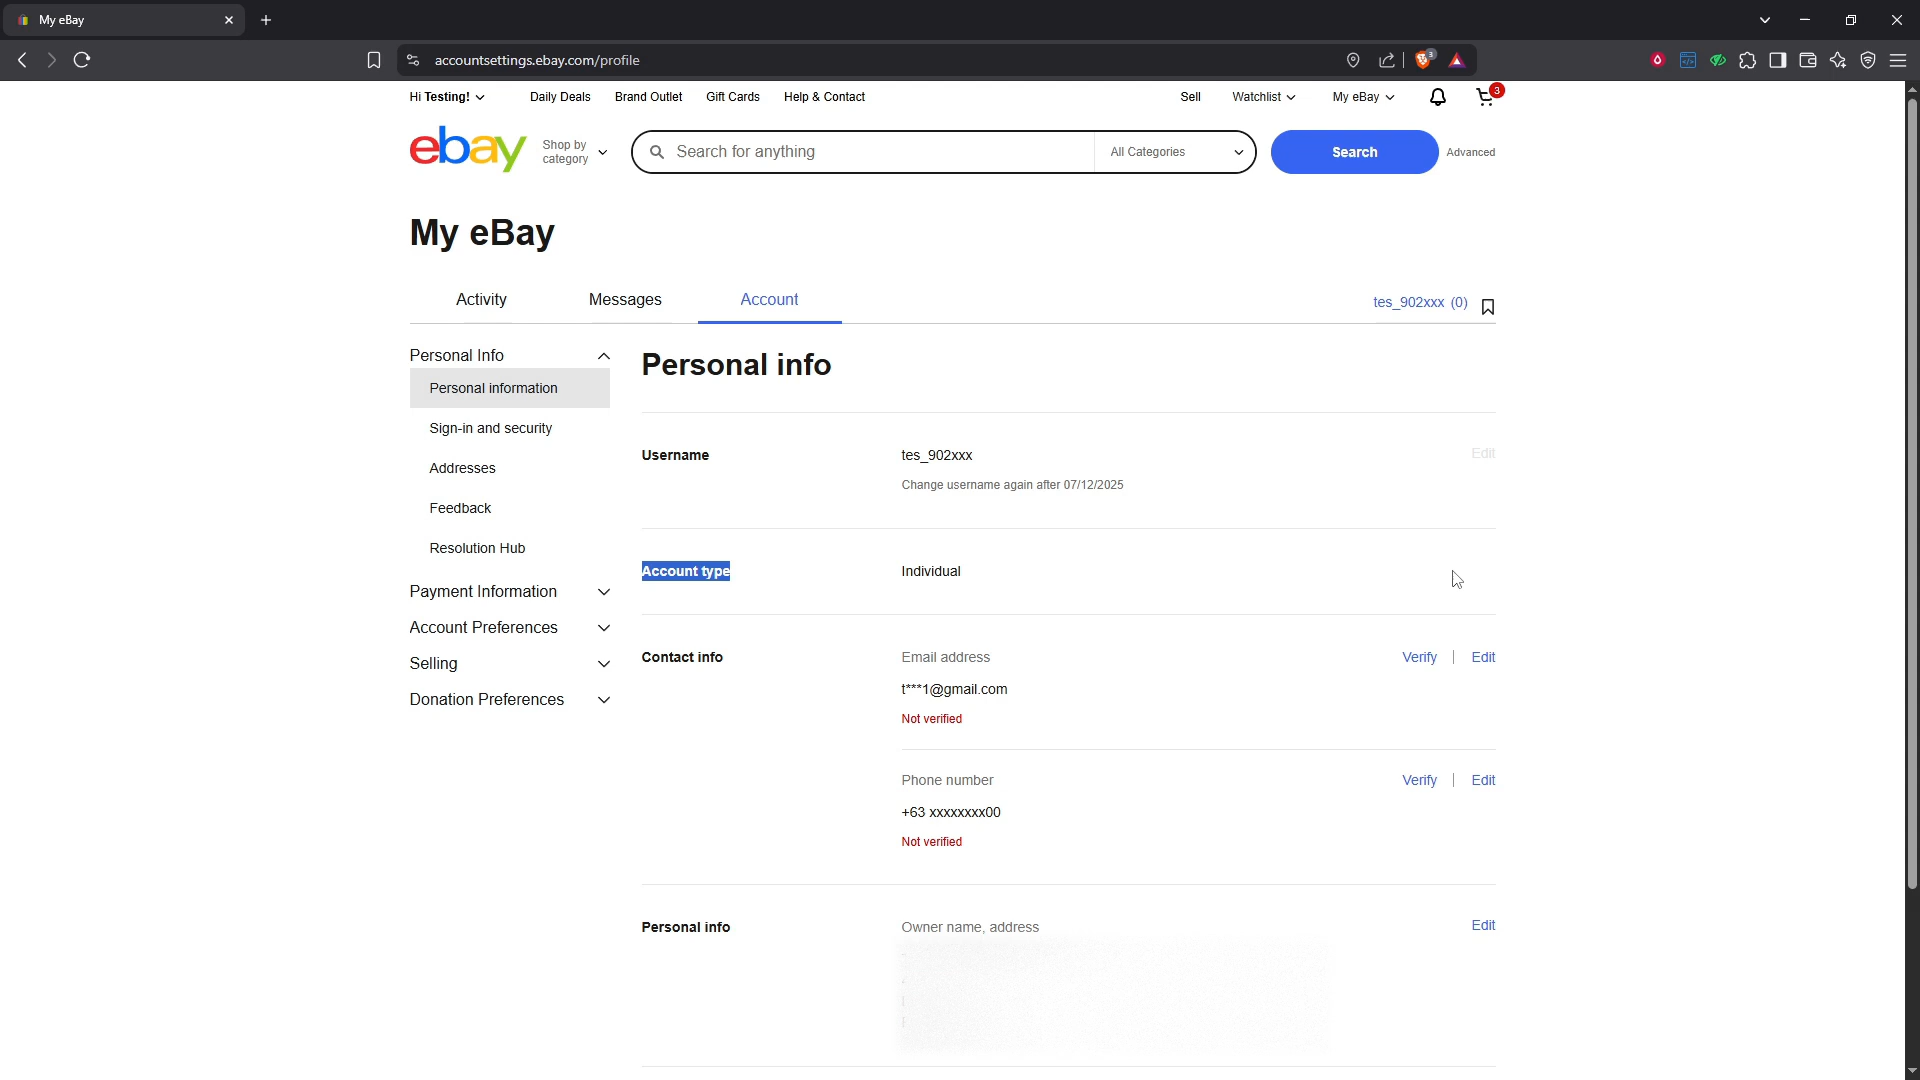 My eBay
accountsettings.ebay.com/profile
3
Hi Testing!
Daily Deals
Brand Outlet
Gift Cards
Help & Contact
Sell
Watchlist
My eBay
3
ebay
Shop by
category
Search for anything
All Categories
Search
Advanced
My eBay
Activity
Messages
Account
tes_902xxx (0)
Personal Info
Personal information
Sign-in and security
Addresses
Feedback
Resolution Hub
Payment Information
Account Preferences
Selling
Donation Preferences
Personal info
Username
tes_902xxx
Edit
Change username again after 07/12/2025
Account type
Individual
Contact info
Email address
Verify
Edit
t***1@gmail.com
Not verified
Phone number
Verify
Edit
+63 xxxxxxxx00
Not verified
Personal info
Owner name, address
Edit